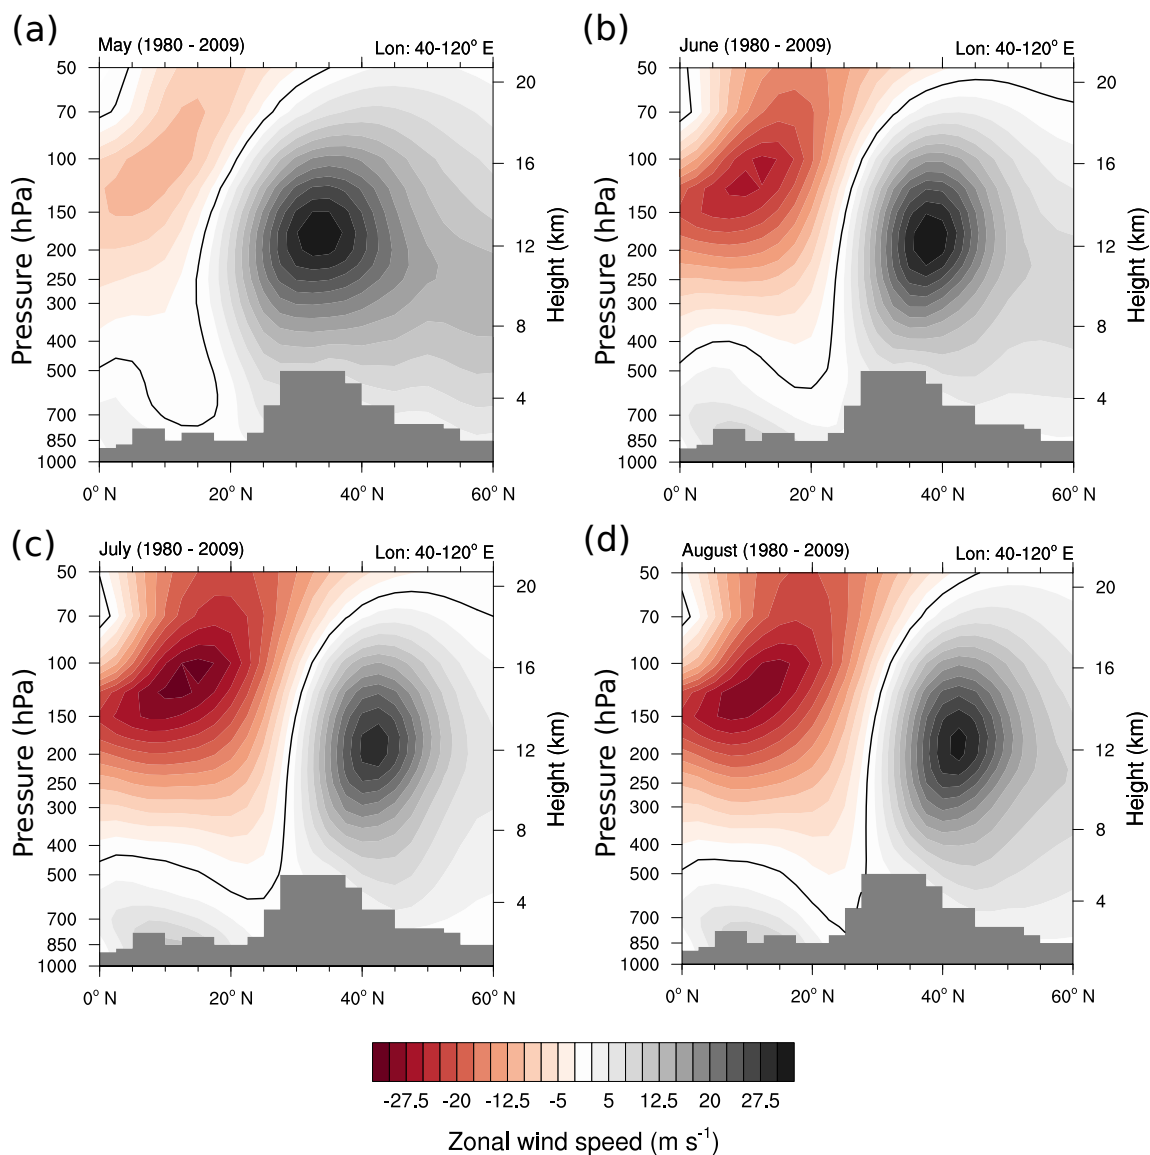 (a)
May (1980 - 2009) Lon: 40-120° E
50 70 100 150 200 250 300 400 500 700 850 1000
Pressure (hPa)
20 16 12 8 4
Height (km)
0° N 20° N 40° N 60° N
(b)
June (1980 - 2009) Lon: 40-120° E
50 70 100 150 200 250 300 400 500 700 850 1000
Pressure (hPa)
20 16 12 8 4
Height (km)
0° N 20° N 40° N 60° N
(c)
July (1980 - 2009) Lon: 40-120° E
50 70 100 150 200 250 300 400 500 700 850 1000
Pressure (hPa)
20 16 12 8 4
Height (km)
0° N 20° N 40° N 60° N
(d)
August (1980 - 2009) Lon: 40-120° E
50 70 100 150 200 250 300 400 500 700 850 1000
Pressure (hPa)
20 16 12 8 4
Height (km)
0° N 20° N 40° N 60° N
-27.5 -20 -12.5 -5 5 12.5 20 27.5
Zonal wind speed (m s⁻¹)